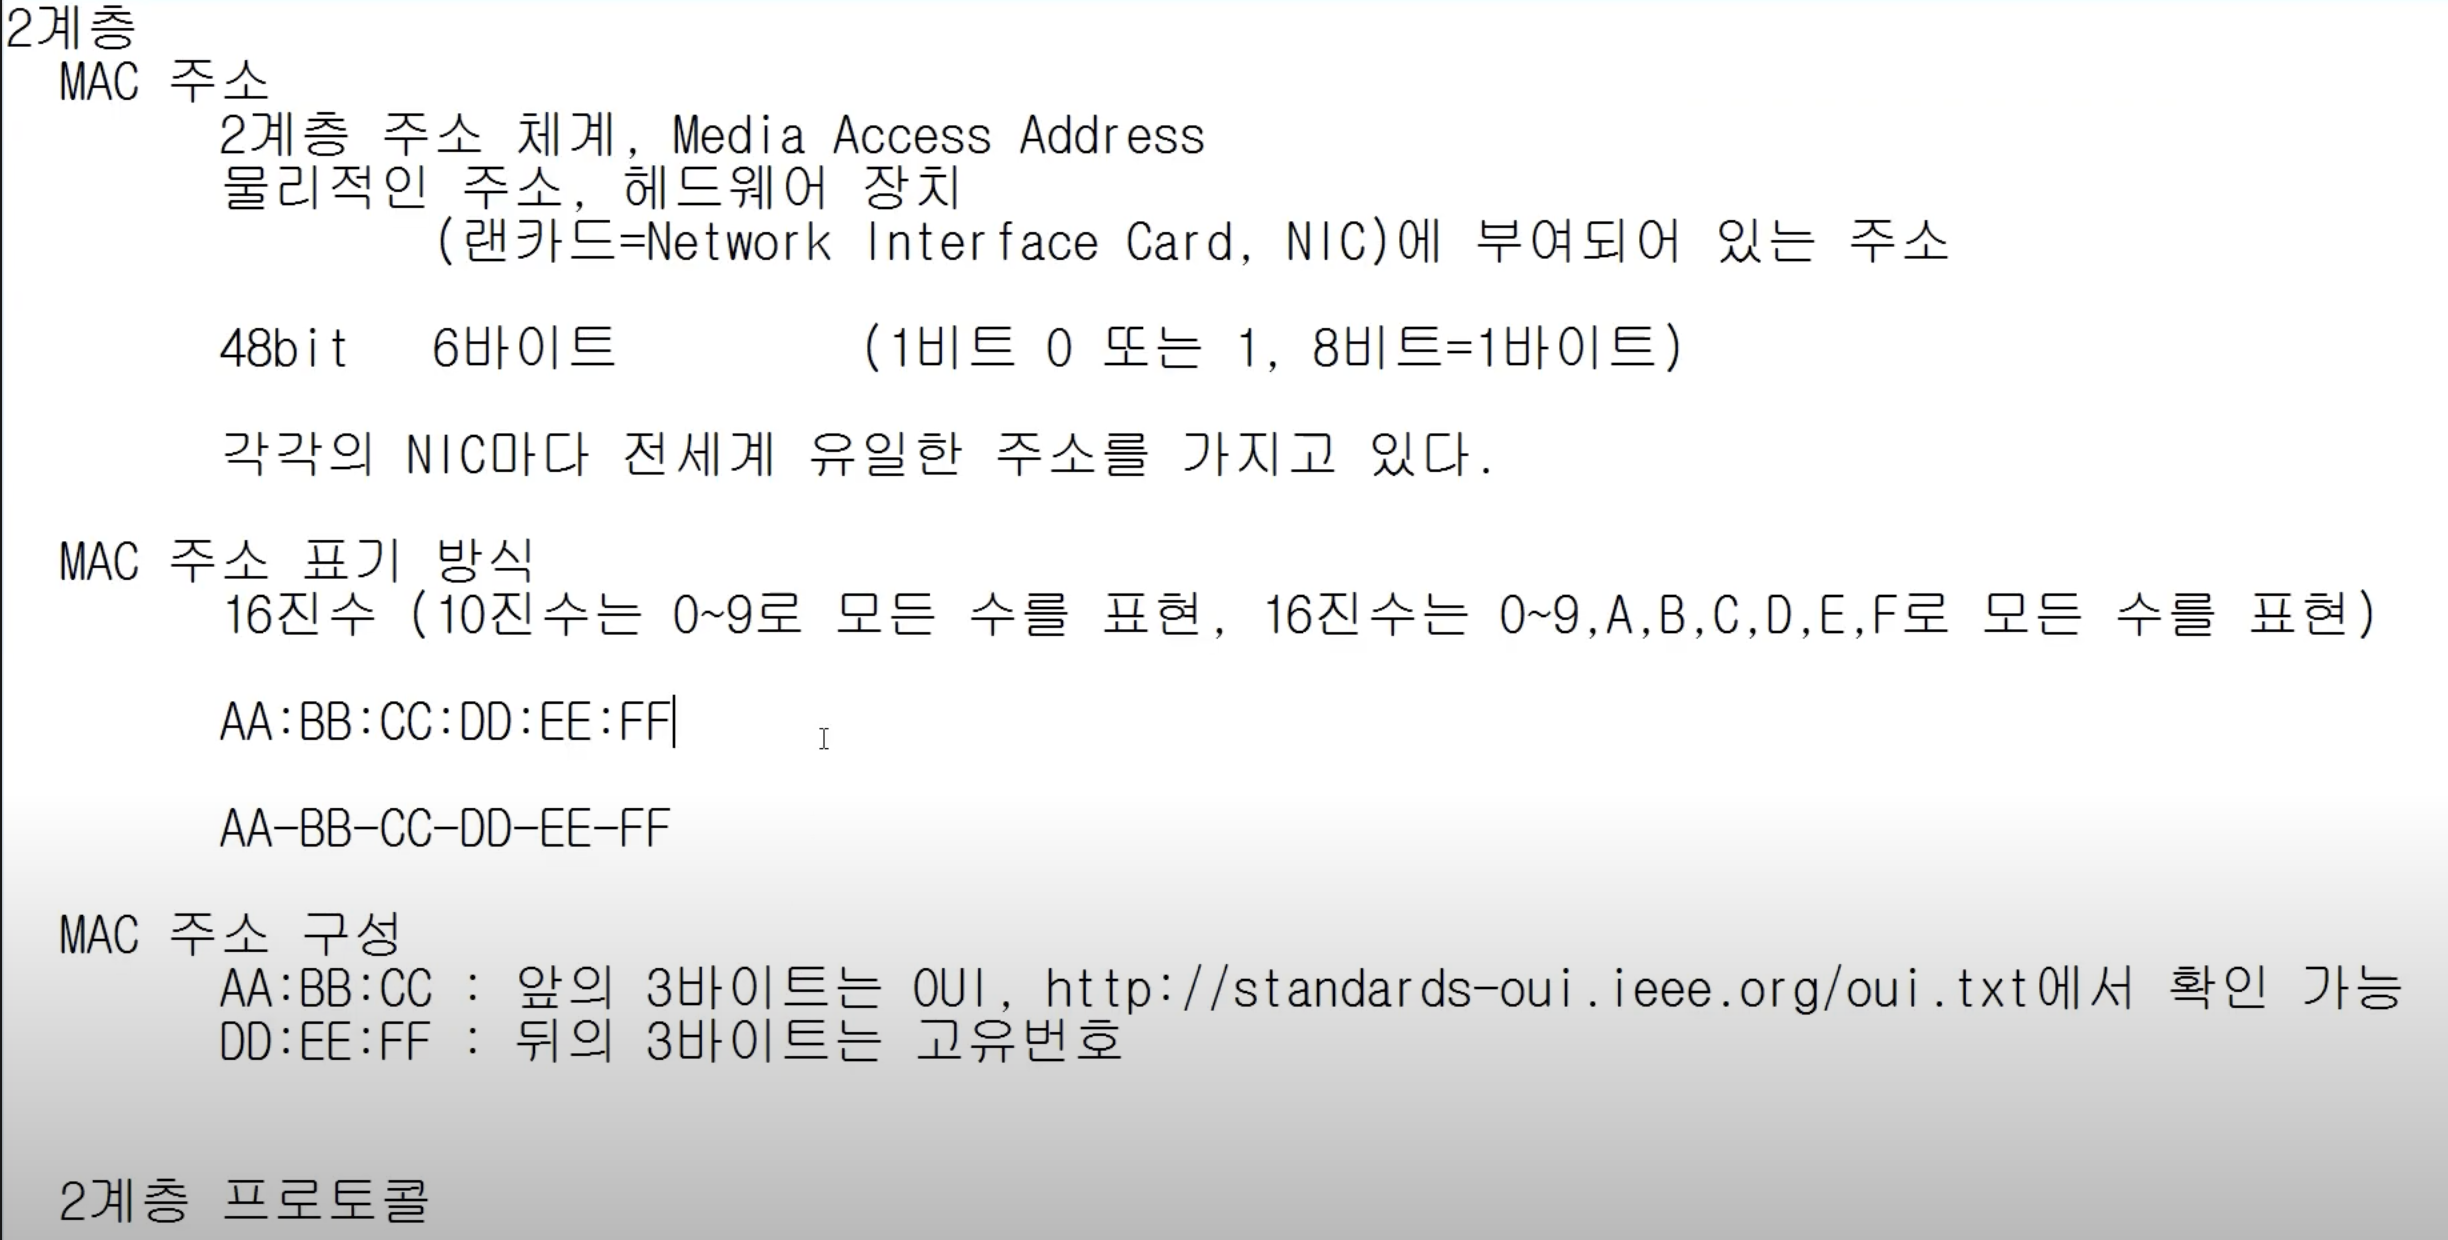 2계층
MAC 주소
2계층 주소 체계, Media Access Address
물리적인 주소, 헤드웨어 장치
(랜카드=Network Interface Card, NIC)에 부여되어 있는 주소
48bit 6바이트 (1비트 0 또는 1, 8비트=1바이트)
각각의 NIC마다 전세계 유일한 주소를 가지고 있다.
MAC 주소 표기 방식
16진수 (10진수는 0~9로 모든 수를 표현, 16진수는 0~9,A,B,C,D,E,F로 모든 수를 표현)
AA:BB:CC:DD:EE:FF
AA-BB-CC-DD-EE-FF
MAC 주소 구성
AA:BB:CC : 앞의 3바이트는 OUI, http://standards-oui.ieee.org/oui.txt에서 확인 가능
DD:EE:FF : 뒤의 3바이트는 고유번호
2계층 프로토콜